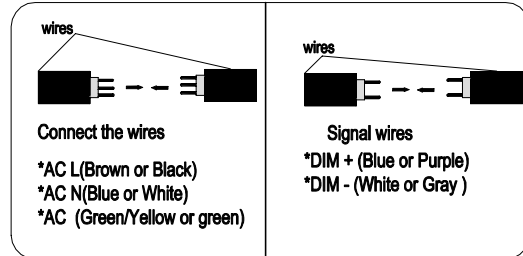 wires
Connect the wires
*AC L(Brown or Black)
*AC N(Blue or White)
*AC (Green/Yellow or green)
wires
Signal wires
*DIM + (Blue or Purple)
*DIM - (White or Gray )